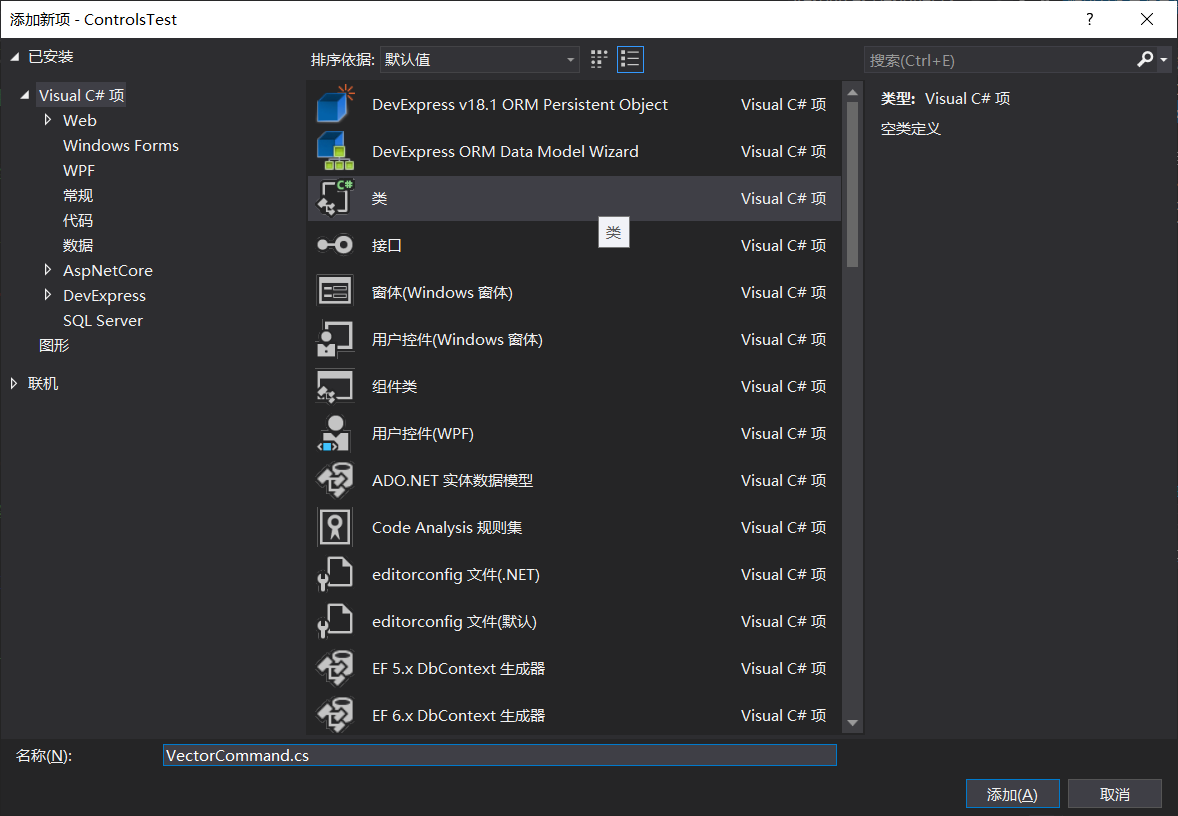 添加新项 - ControlsTest
?
已安装
排序依据: 默认值
搜索(Ctrl+E)
Visual C# 项
Web
Windows Forms
WPF
常规
代码
数据
AspNetCore
DevExpress
SQL Server
图形
联机
DevExpress v18.1 ORM Persistent Object Visual C# 项
DevExpress ORM Data Model Wizard Visual C# 项
C# 类 Visual C# 项
类
接口 Visual C# 项
窗体(Windows 窗体) Visual C# 项
用户控件(Windows 窗体) Visual C# 项
组件类 Visual C# 项
用户控件(WPF) Visual C# 项
ADO.NET 实体数据模型 Visual C# 项
Code Analysis 规则集 Visual C# 项
editorconfig 文件(.NET) Visual C# 项
editorconfig 文件(默认) Visual C# 项
EF 5.x DbContext 生成器 Visual C# 项
EF 6.x DbContext 生成器 Visual C# 项
类型: Visual C# 项
空类定义
名称(N): VectorCommand.cs
添加(A) 取消